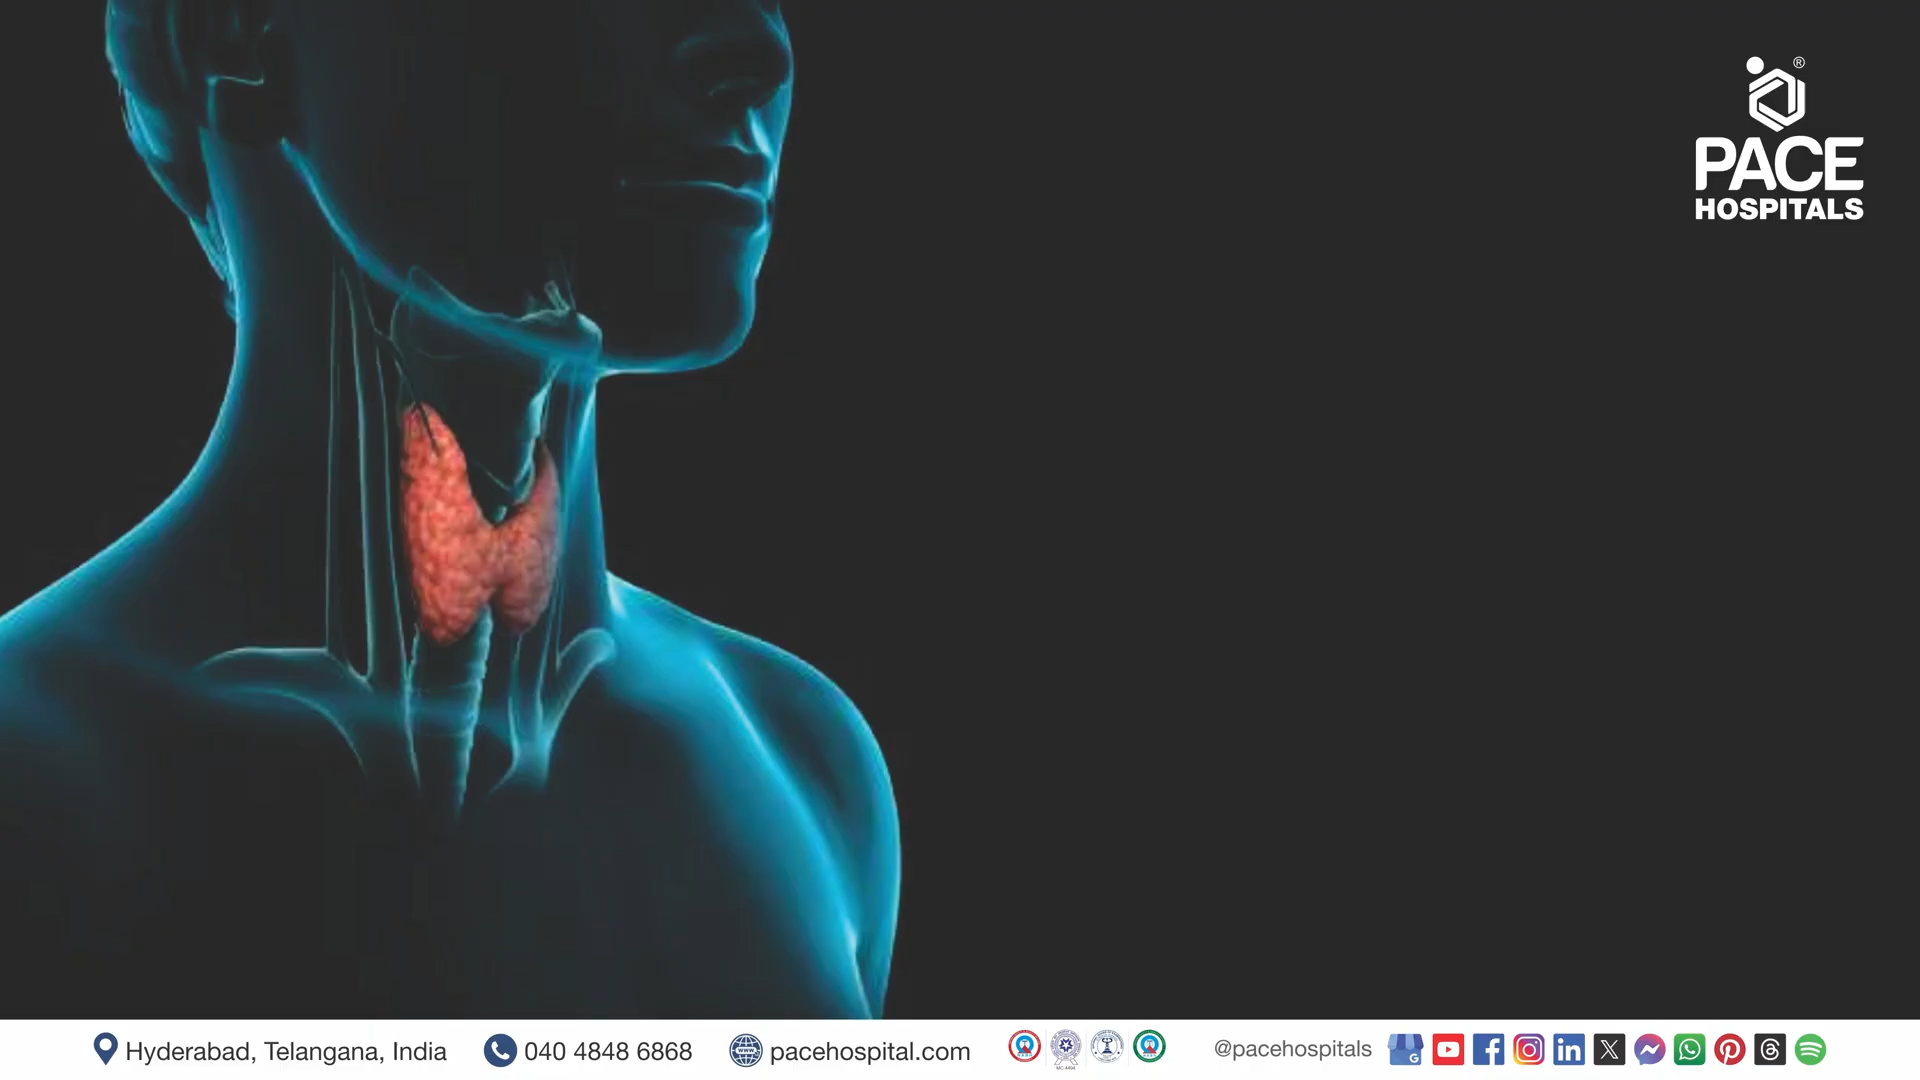 ®
PACE
HOSPITALS
Hyderabad, Telangana, India
040 4848 6868
pacehospital.com
@pacehospitals